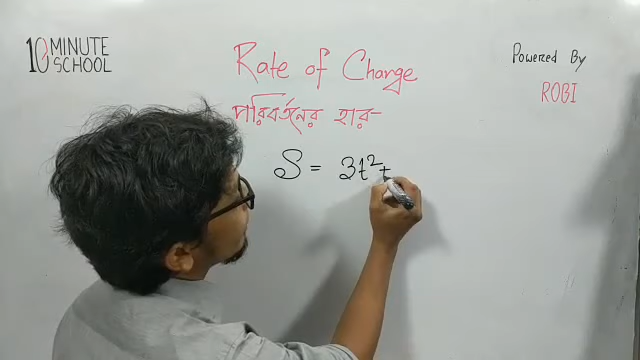 10 MINUTE SCHOOL
Rate of Change
পরিবর্তনের হার-
S = 3t²+
Powered By
ROBI